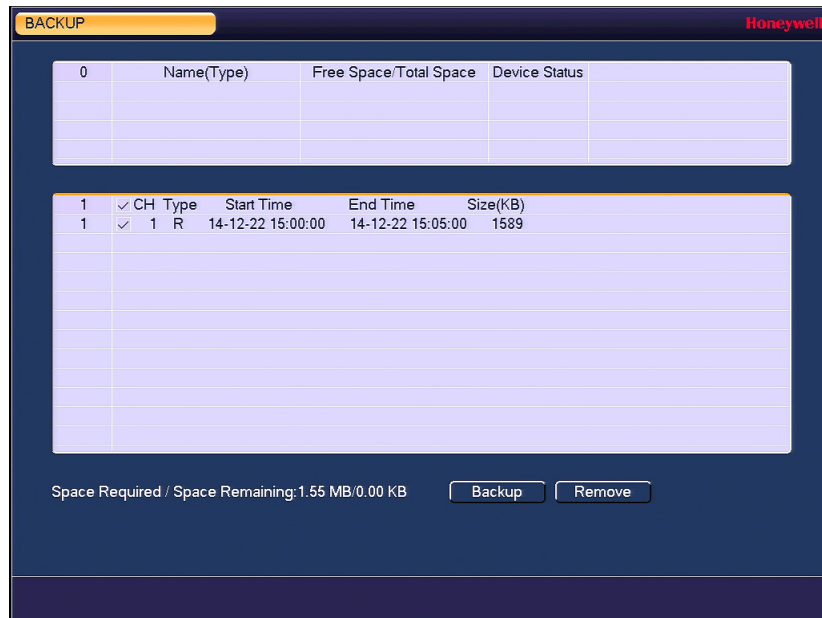 BACKUP Honeywell
0 Name(Type) Free Space/Total Space Device Status
1 CH Type Start Time End Time Size(KB)
1 1 R 14-12-22 15:00:00 14-12-22 15:05:00 1589
Space Required / Space Remaining:1.55 MB/0.00 KB Backup Remove